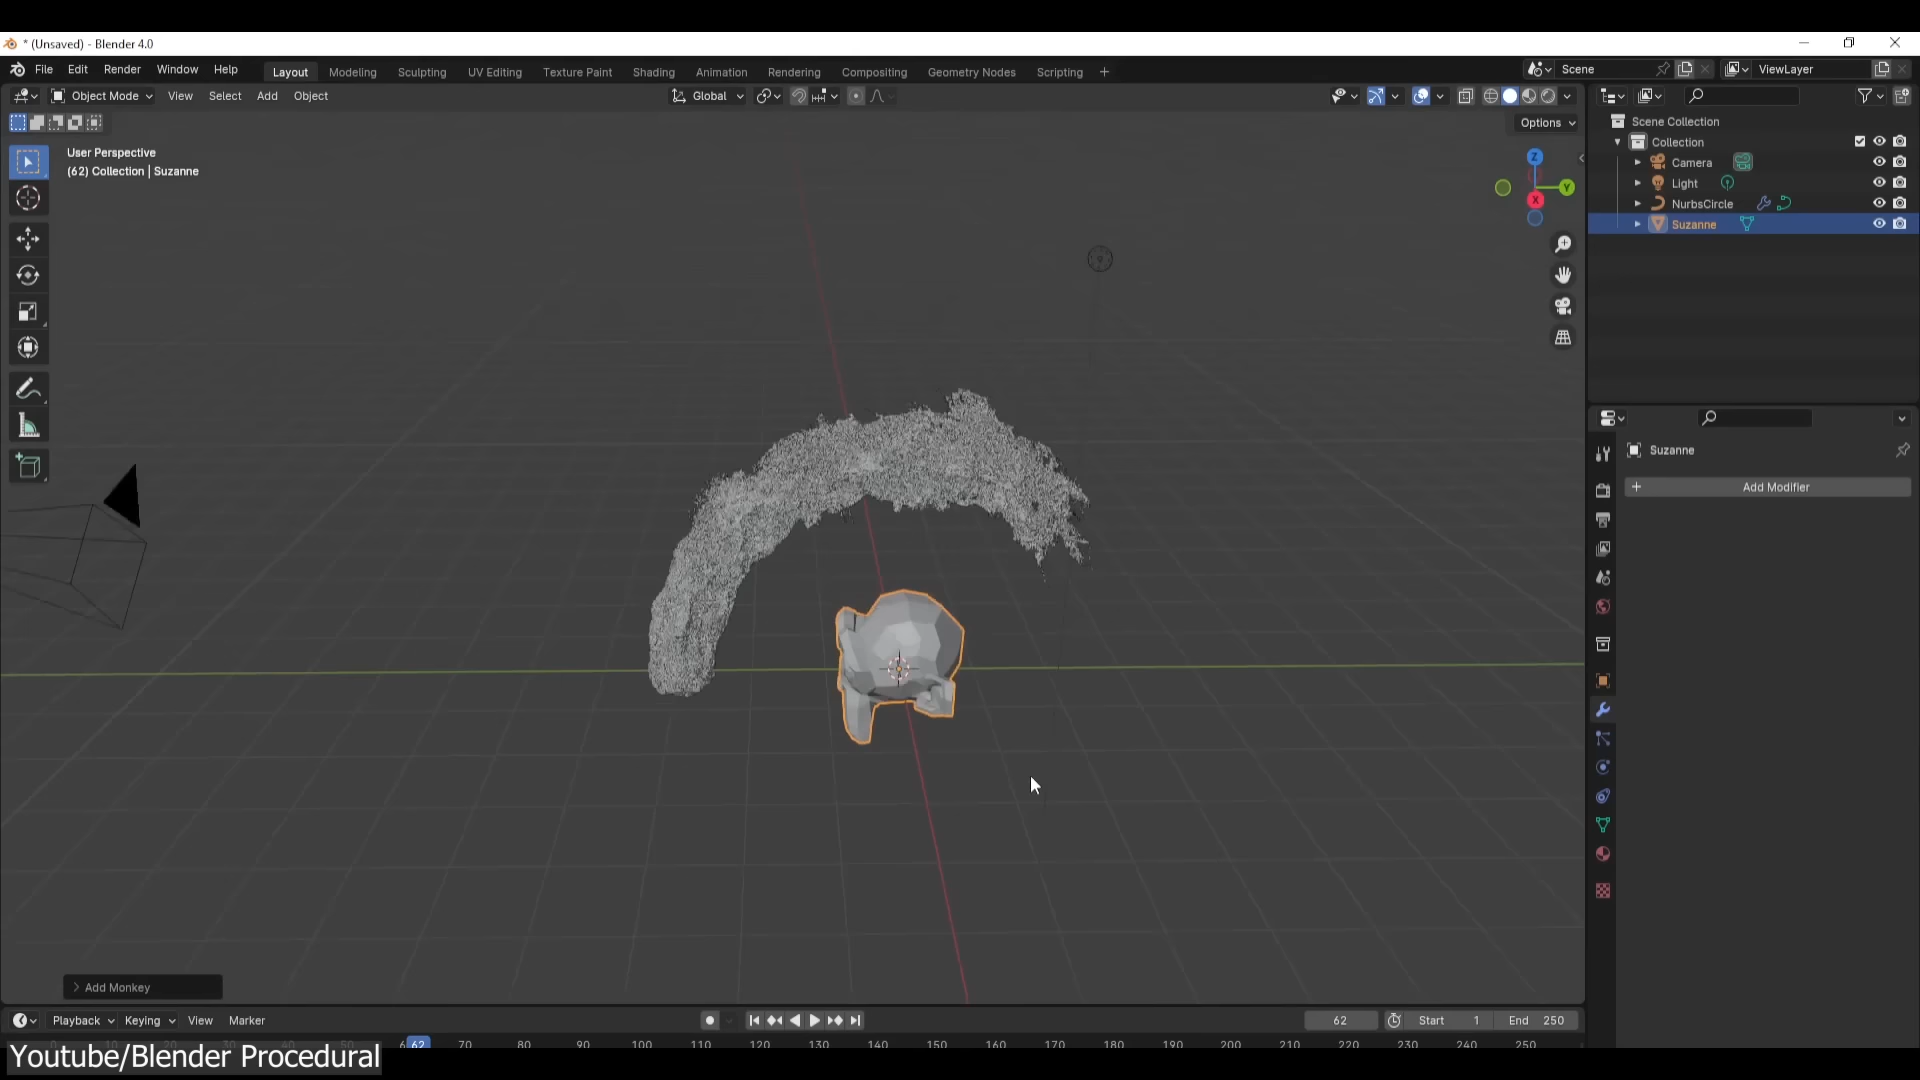 * (Unsaved) - Blender 4.0
File Edit Render Window Help Layout Modeling Sculpting UV Editing Texture Paint Shading Animation Rendering Compositing Geometry Nodes Scripting + Scene ViewLayer
Object Mode View Select Add Object Global
Options
User Perspective
(62) Collection | Suzanne
Z
Y
X
Scene Collection
Collection
Camera
Light
NurbsCircle
Suzanne
Suzanne
+ Add Modifier
> Add Monkey
Playback Keying View Marker 62 Start 1 End 250
62 70 80 90 100 110 120 130 140 150 160 170 180 190 200 210 220 230 240 250
Youtube/Blender Procedural